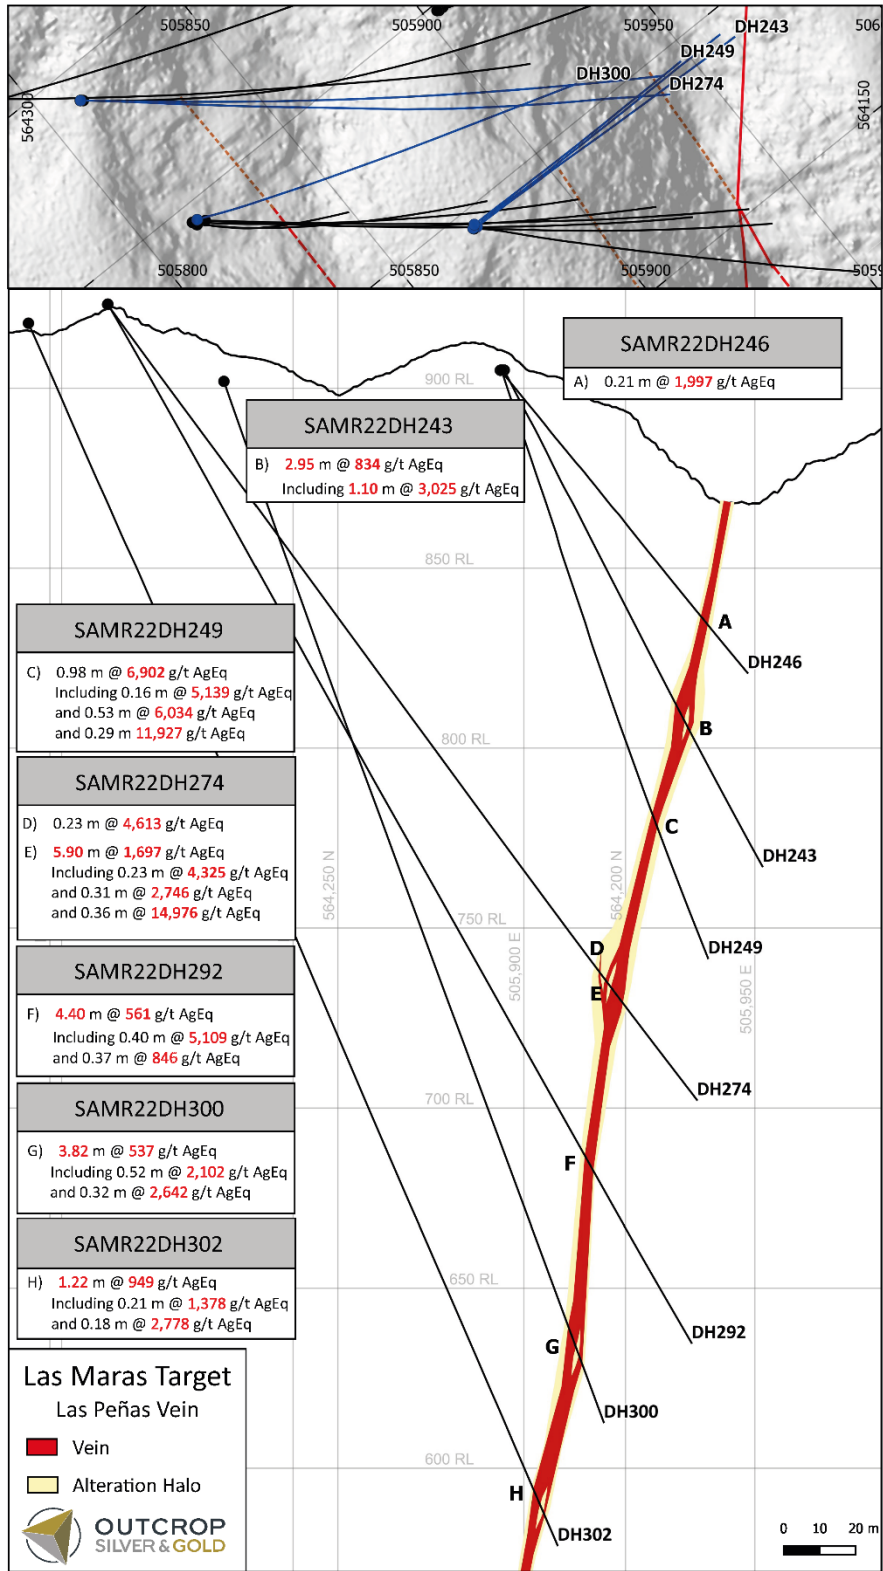 505850
505900
505950
506
DH243
DH249
DH300
DH274
564300
564150
505800
505850
505900
5059
SAMR22DH246
A) 0.21 m @ 1,997 g/t AgEq
900 RL
SAMR22DH243
B) 2.95 m @ 834 g/t AgEq
Including 1.10 m @ 3,025 g/t AgEq
850 RL
A
SAMR22DH249
C) 0.98 m @ 6,902 g/t AgEq
Including 0.16 m @ 5,139 g/t AgEq
and 0.53 m @ 6,034 g/t AgEq
and 0.29 m @ 11,927 g/t AgEq
DH246
B
800 RL
SAMR22DH274
D) 0.23 m @ 4,613 g/t AgEq
E) 5.90 m @ 1,697 g/t AgEq
Including 0.23 m @ 4,325 g/t AgEq
and 0.31 m @ 2,746 g/t AgEq
and 0.36 m @ 14,976 g/t AgEq
C
DH243
564,250 N
564,200 N
750 RL
DH249
D
505,900 E
505,950 E
E
SAMR22DH292
F) 4.40 m @ 561 g/t AgEq
Including 0.40 m @ 5,109 g/t AgEq
and 0.37 m @ 846 g/t AgEq
DH274
700 RL
SAMR22DH300
G) 3.82 m @ 537 g/t AgEq
Including 0.52 m @ 2,102 g/t AgEq
and 0.32 m @ 2,642 g/t AgEq
F
SAMR22DH302
H) 1.22 m @ 949 g/t AgEq
Including 0.21 m @ 1,378 g/t AgEq
and 0.18 m @ 2,778 g/t AgEq
650 RL
DH292
G
DH300
Las Maras Target
Las Peñas Vein
Vein
Alteration Halo
OUTCROP
SILVER & GOLD
600 RL
H
DH302
0 10 20 m